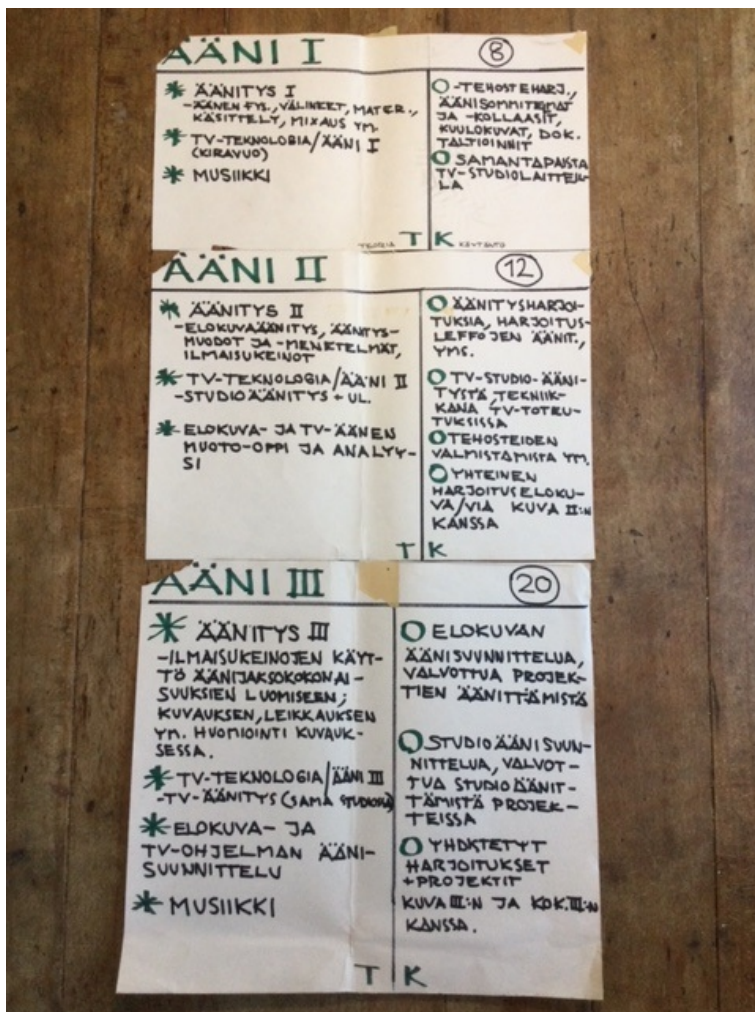 ÄÄNI I
8
* ÄÄNITYS I
-ÄÄNEN FYS., VÄLINEET, MATER.,
KÄSITTELY, MIXAUS YM.
* TV-TEKNOLOGIA/ÄÄNI I
(KIRAVUO)
* MUSIIKKI
TEORIA T
O -TEHOSTEHARJ.,
ÄÄNISOMMITELMAT
JA -KOLLAASIT,
KUULOKUVAT, DOK.
TALTIOINNIT
O SAMANTAPAISTA
TV-STUDIOLAITTEIL-
LA
K KÄYTÄNTÖ
ÄÄNI II
12
* ÄÄNITYS II
-ELOKUVAÄÄNITYS, ÄÄNITYS-
MUODOT JA -MENETELMÄT,
ILMAISUKEINOT
* TV-TEKNOLOGIA/ÄÄNI II
-STUDIOÄÄNITYS + UL.
* ELOKUVA- JA TV-ÄÄNEN
MUOTO-OPPI JA ANALYY-
SI
T
O ÄÄNITYSHARJOI-
TUKSIA, HARJOITUS-
LEFFOJEN ÄÄNIT.,
YMS.
O TV-STUDIO-ÄÄNI-
TYSTÄ, TEKNIIK-
KANA TV-TOTEU-
TUKSISSA
O TEHOSTEIDEN
VALMISTAMISTA YM.
O YHTEINEN
HARJOITUSELOKU-
VA/VIA KUVA II:N
KANSSA
K
ÄÄNI III
20
* ÄÄNITYS III
-ILMAISUKEINOJEN KÄYT-
TÖ ÄÄNIJAKSOKOKONAI-
SUUKSIEN LUOMISEEN;
KUVAUKSEN, LEIKKAUKSEN
YM. HUOMIOINTI KUVAUK-
SESSA.
* TV-TEKNOLOGIA/ÄÄNI III
-TV-ÄÄNITYS (SAMA STUDIOSSA)
* ELOKUVA- JA
TV-OHJELMAN ÄÄNI-
SUUNNITTELU
* MUSIIKKI
T
O ELOKUVAN
ÄÄNISUUNNITTELUA,
VALVOTTUA PROJEK-
TIEN ÄÄNITTÄMISTÄ
O STUDIOÄÄNISUUN-
NITTELUA, VALVOT-
TUA STUDIOÄÄNIT-
TÄMISTÄ PROJEK-
TEISSA
O YHDISTETYT
HARJOITUKSET
+ PROJEKTIT
KUVA III:N JA KOK.III:N
KANSSA.
K